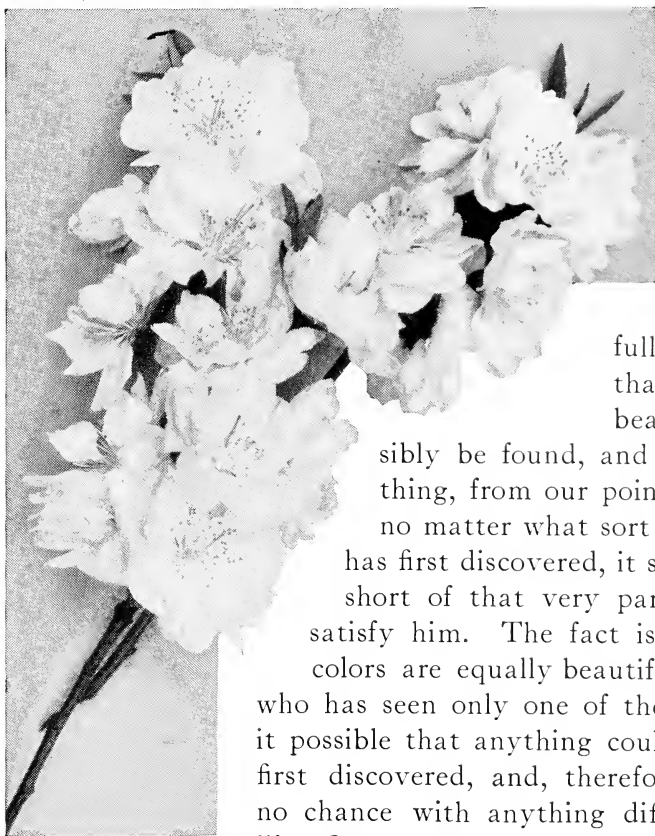 full
tha
bea
sibly be found, and
thing, from our poin
no matter what sort
has first discovered, it s
short of that very par
satisfy him. The fact is
colors are equally beautif
who has seen only one of the
it possible that anything coul
first discovered, and, therefo
no chance with anything dif